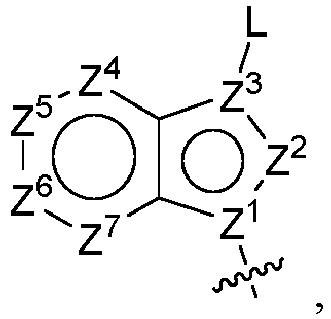 L
Z⁴ Z³
Z⁵ Z²
Z⁶ Z¹
Z⁷
,